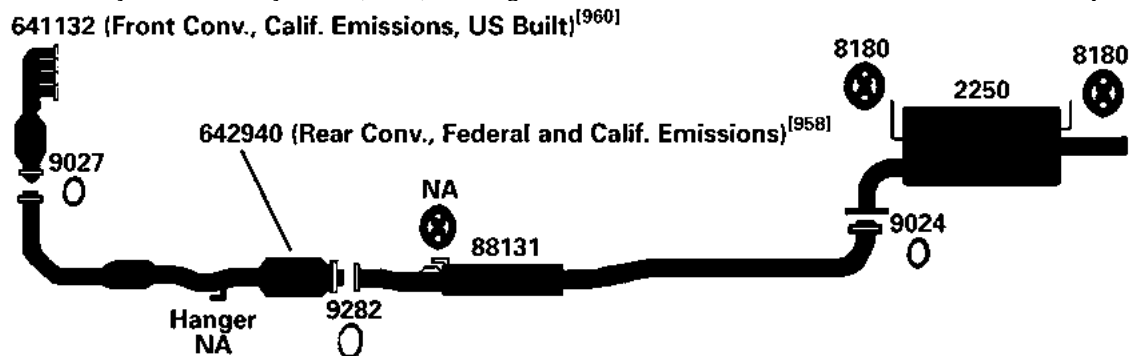 641132 (Front Conv., Calif. Emissions, US Built)[960]
8180
8180
2250
642940 (Rear Conv., Federal and Calif. Emissions)[958]
9027
NA
88131
9024
9282
Hanger
NA